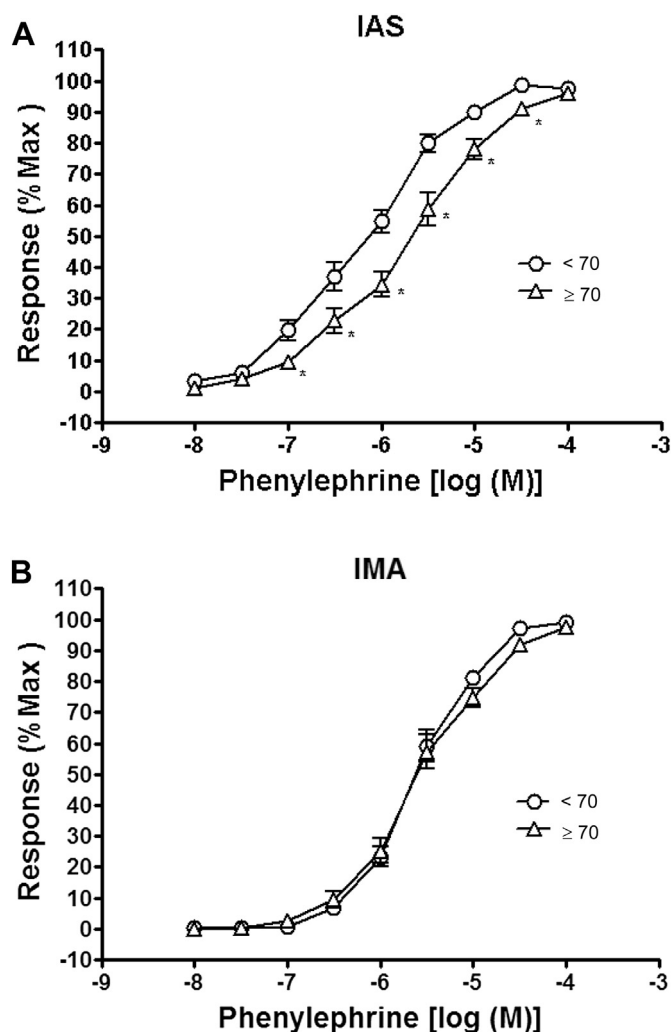 A
IAS
110
100
90
80
70
60
50
40
30
20
10
0
-10
Response (% Max )
* * * * * *
< 70
≥ 70
-9 -8 -7 -6 -5 -4 -3
Phenylephrine [log (M)]
B
IMA
110
100
90
80
70
60
50
40
30
20
10
0
-10
Response (% Max )
< 70
≥ 70
-9 -8 -7 -6 -5 -4 -3
Phenylephrine [log (M)]